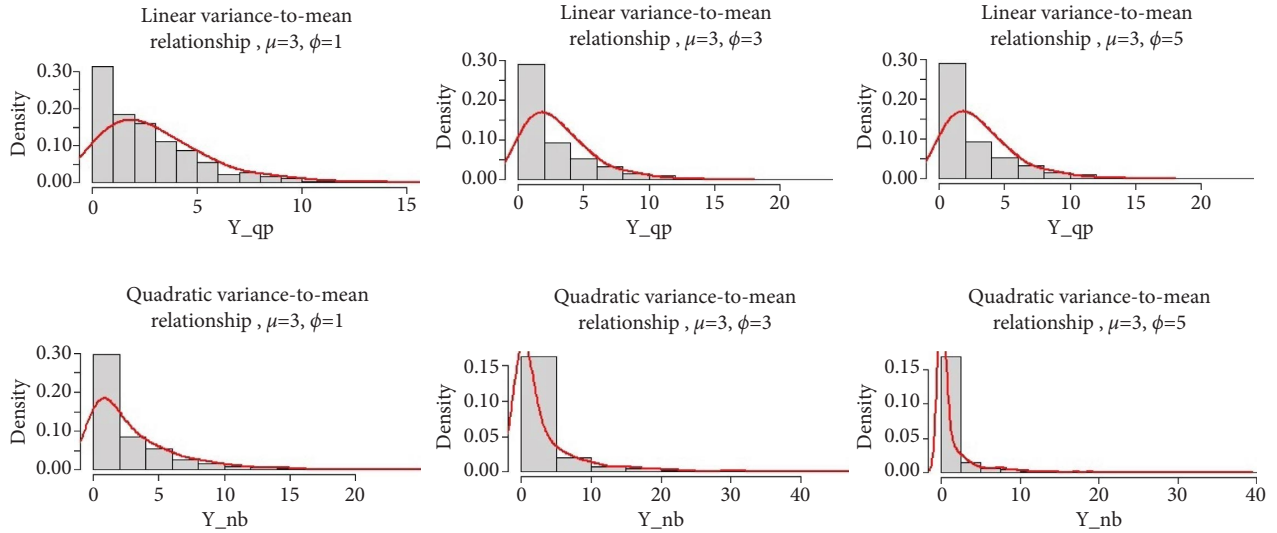 Linear variance-to-mean
relationship , μ=3, ϕ=1
0.30
0.20
0.10
0.00
Density
0
5
10
15
Y_qp
Linear variance-to-mean
relationship , μ=3, ϕ=3
0.30
0.20
0.10
0.00
Density
0
5
10
15
20
Y_qp
Linear variance-to-mean
relationship , μ=3, ϕ=5
0.30
0.20
0.10
0.00
Density
0
5
10
15
20
Y_qp
Quadratic variance-to-mean
relationship , μ=3, ϕ=1
0.30
0.20
0.10
0.00
Density
0
5
10
15
20
Y_nb
Quadratic variance-to-mean
relationship , μ=3, ϕ=3
0.15
0.10
0.05
0.00
Density
0
10
20
30
40
Y_nb
Quadratic variance-to-mean
relationship , μ=3, ϕ=5
0.15
0.10
0.05
0.00
Density
0
10
20
30
40
Y_nb